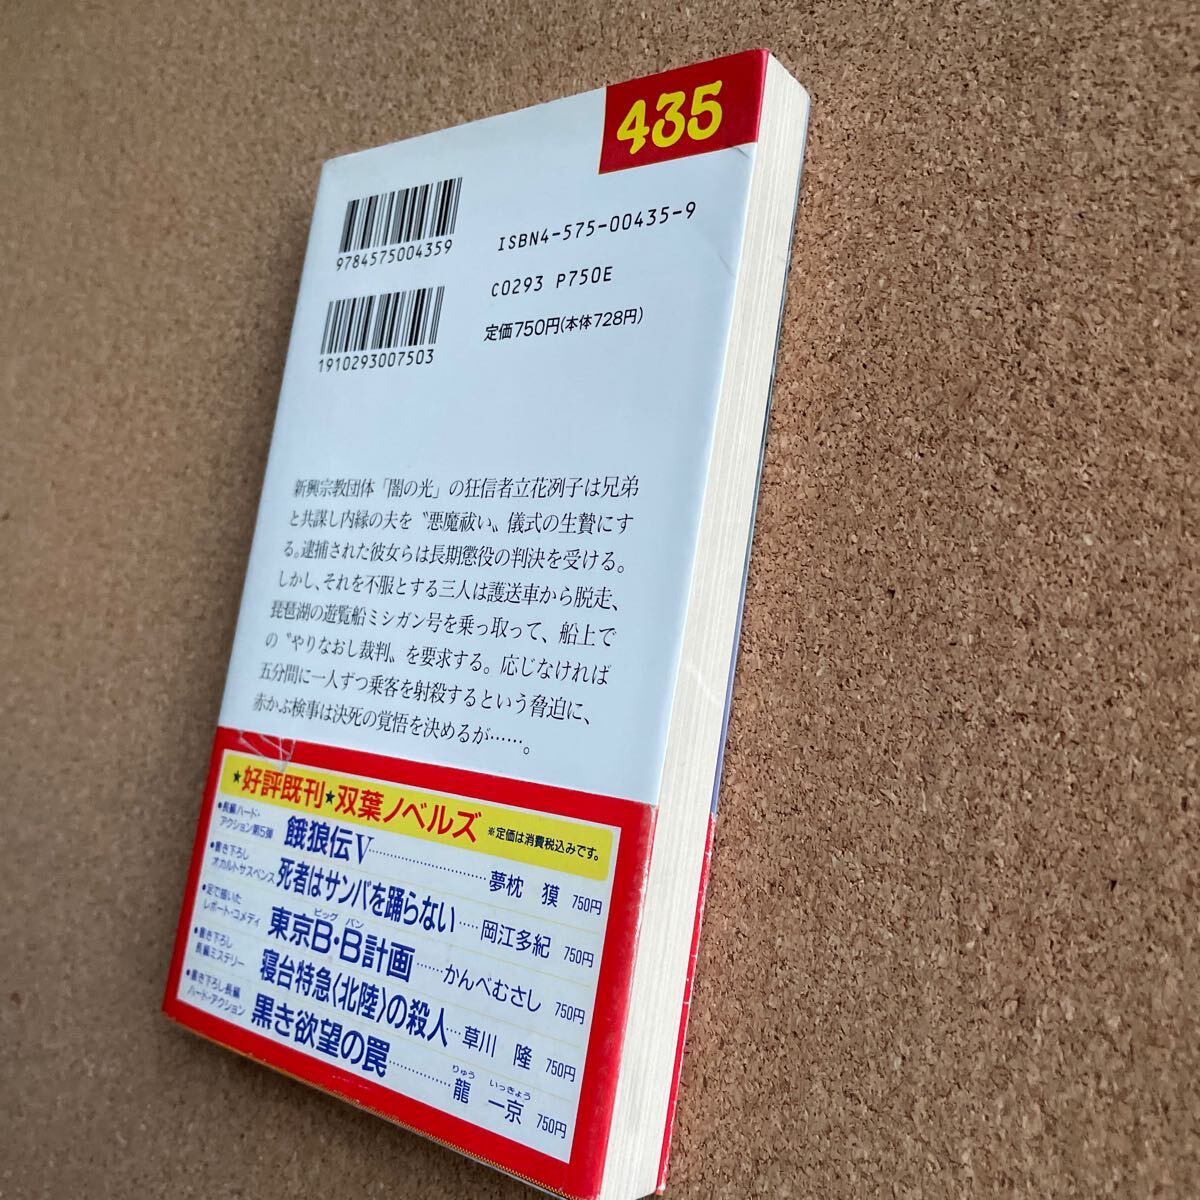 435
9784575004359
ISBN4-575-00435-9
C0293 P750E
1910293007503
定価750円(本体728円)
新興宗教団体「闇の光」の狂信者立花冽子は兄弟
と共謀し内縁の夫を〝悪魔祓い〟儀式の生贄にす
る。逮捕された彼女らは長期懲役の判決を受ける。
しかし、それを不服とする三人は護送車から脱走、
琵琶湖の遊覧船ミシガン号を乗っ取って、船上で
の〝やりなおし裁判〟を要求する。応じなければ
五分間に一人ずつ乗客を射殺するという脅迫に、
赤かぶ検事は決死の覚悟を決めるが……。
★好評既刊★双葉ノベルズ ※定価は消費税込みです。
●長編ハード・
アクション第5弾
餓狼伝Ⅴ……………………夢枕 獏 750円
●書き下ろし
オカルトサスペンス
死者はサンバを踊らない……岡江多紀 750円
●足で描いた
レポート・コメディ
ビッグ バン
東京B・B計画………かんべむさし 750円
●書き下ろし
長編ミステリー
寝台特急〈北陸〉の殺人…草川 隆 750円
●書き下ろし長編
ハード・アクション
りゅう いっきょう
黒き欲望の罠………………龍 一京 750円